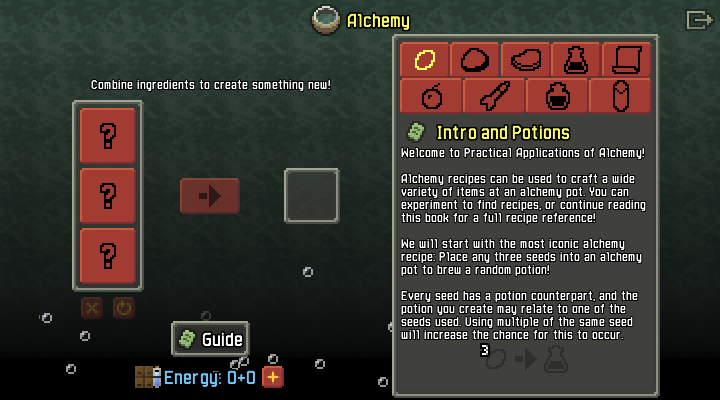 Alchemy
Combine ingredients to create something new!
?
?
?
Guide
Energy: 0+0 +
Intro and Potions
Welcome to Practical Applications of Alchemy!
Alchemy recipes can be used to craft a wide
variety of items at an alchemy pot. You can
experiment to find recipes, or continue reading
this book for a full recipe reference!
We will start with the most iconic alchemy
recipe: Place any three seeds into an alchemy
pot to brew a random potion!
Every seed has a potion counterpart, and the
potion you create may relate to one of the
seeds used. Using multiple of the same seed
will increase the chance for this to occur.
3